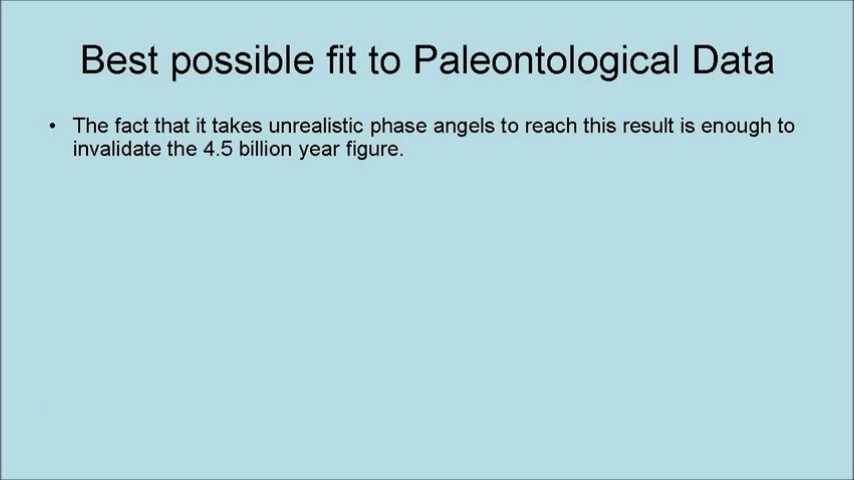 Best possible fit to Paleontological Data
• The fact that it takes unrealistic phase angels to reach this result is enough to
invalidate the 4.5 billion year figure.